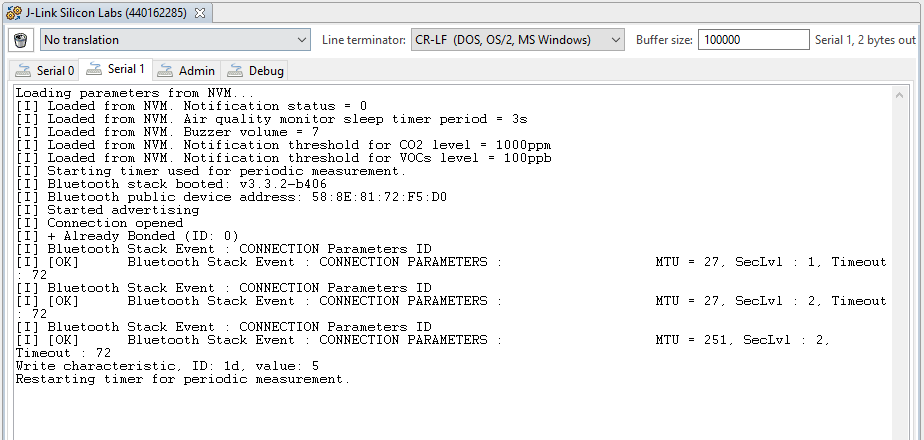 J-Link Silicon Labs (440162285)
No translation Line terminator: CR-LF (DOS, OS/2, MS Windows) Buffer size: 100000 Serial 1, 2 bytes out
Serial 0 Serial 1 Admin Debug
Loading parameters from NVM...
[I] Loaded from NVM. Notification status = 0
[I] Loaded from NVM. Air quality monitor sleep timer period = 3s
[I] Loaded from NVM. Buzzer volume = 7
[I] Loaded from NVM. Notification threshold for CO2 level = 1000ppm
[I] Loaded from NVM. Notification threshold for VOCs level = 100ppb
[I] Starting timer used for periodic measurement.
[I] Bluetooth stack booted: v3.3.2-b406
[I] Bluetooth public device address: 58:8E:81:72:F5:D0
[I] Started advertising
[I] Connection opened
[I] + Already Bonded (ID: 0)
[I] Bluetooth Stack Event : CONNECTION Parameters ID
[I] [OK] Bluetooth Stack Event : CONNECTION PARAMETERS : MTU = 27, SecLvl : 1, Timeout
: 72
[I] Bluetooth Stack Event : CONNECTION Parameters ID
[I] [OK] Bluetooth Stack Event : CONNECTION PARAMETERS : MTU = 27, SecLvl : 2, Timeout
: 72
[I] Bluetooth Stack Event : CONNECTION Parameters ID
[I] [OK] Bluetooth Stack Event : CONNECTION PARAMETERS : MTU = 251, SecLvl : 2,
Timeout : 72
Write characteristic, ID: 1d, value: 5
Restarting timer for periodic measurement.